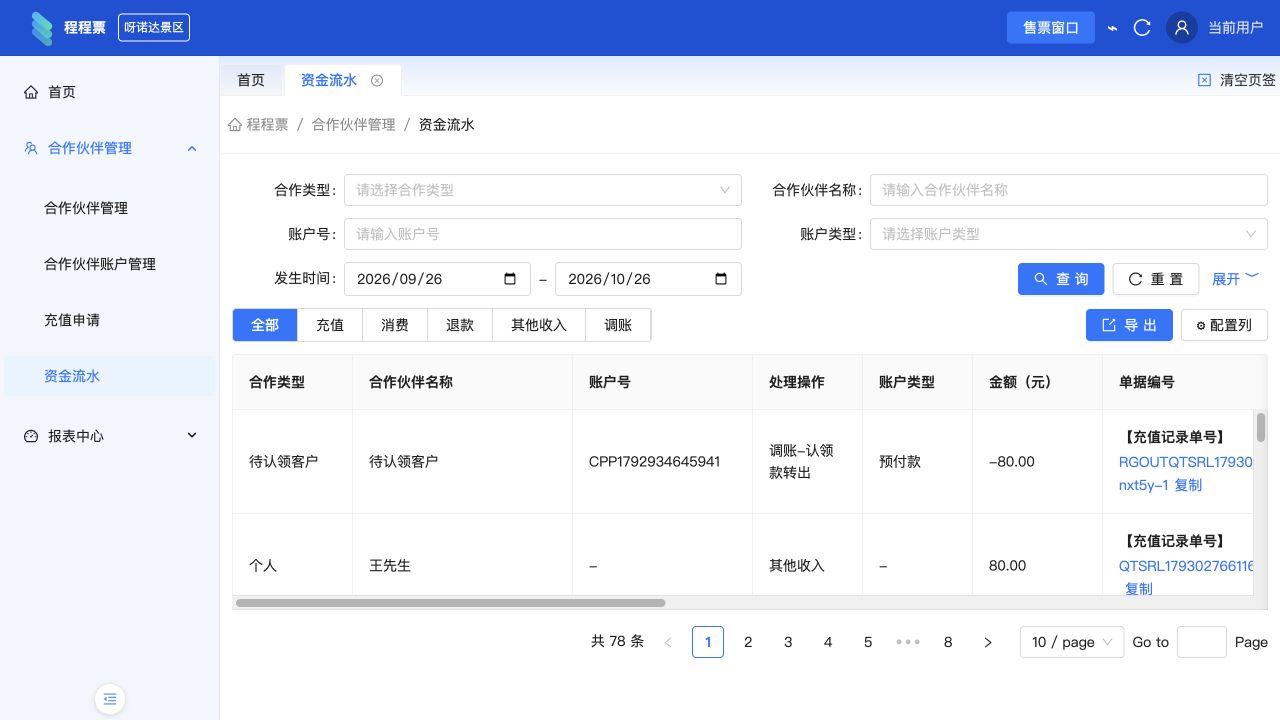 程程票 呀诺达景区 售票窗口 当前用户
首页
合作伙伴管理
合作伙伴管理
合作伙伴账户管理
充值申请
资金流水
报表中心
首页 资金流水 清空页签
程程票 / 合作伙伴管理 / 资金流水
合作类型: 请选择合作类型 合作伙伴名称: 请输入合作伙伴名称
账户号: 请输入账户号 账户类型: 请选择账户类型
发生时间: 2026/09/26 – 2026/10/26 查 询 重 置 展开
全部 充值 消费 退款 其他收入 调账 导 出 配置列
合作类型 合作伙伴名称 账户号 处理操作 账户类型 金额（元） 单据编号
待认领客户 待认领客户 CPP1792934645941 调账-认领款转出 预付款 -80.00 【充值记录单号】
RGOUTQTSRL17930
nxt5y-1 复制
个人 王先生 - 其他收入 - 80.00 【充值记录单号】
QTSRL179302766116
复制
共 78 条 < 1 2 3 4 5 ••• 8 > 10 / page Go to Page